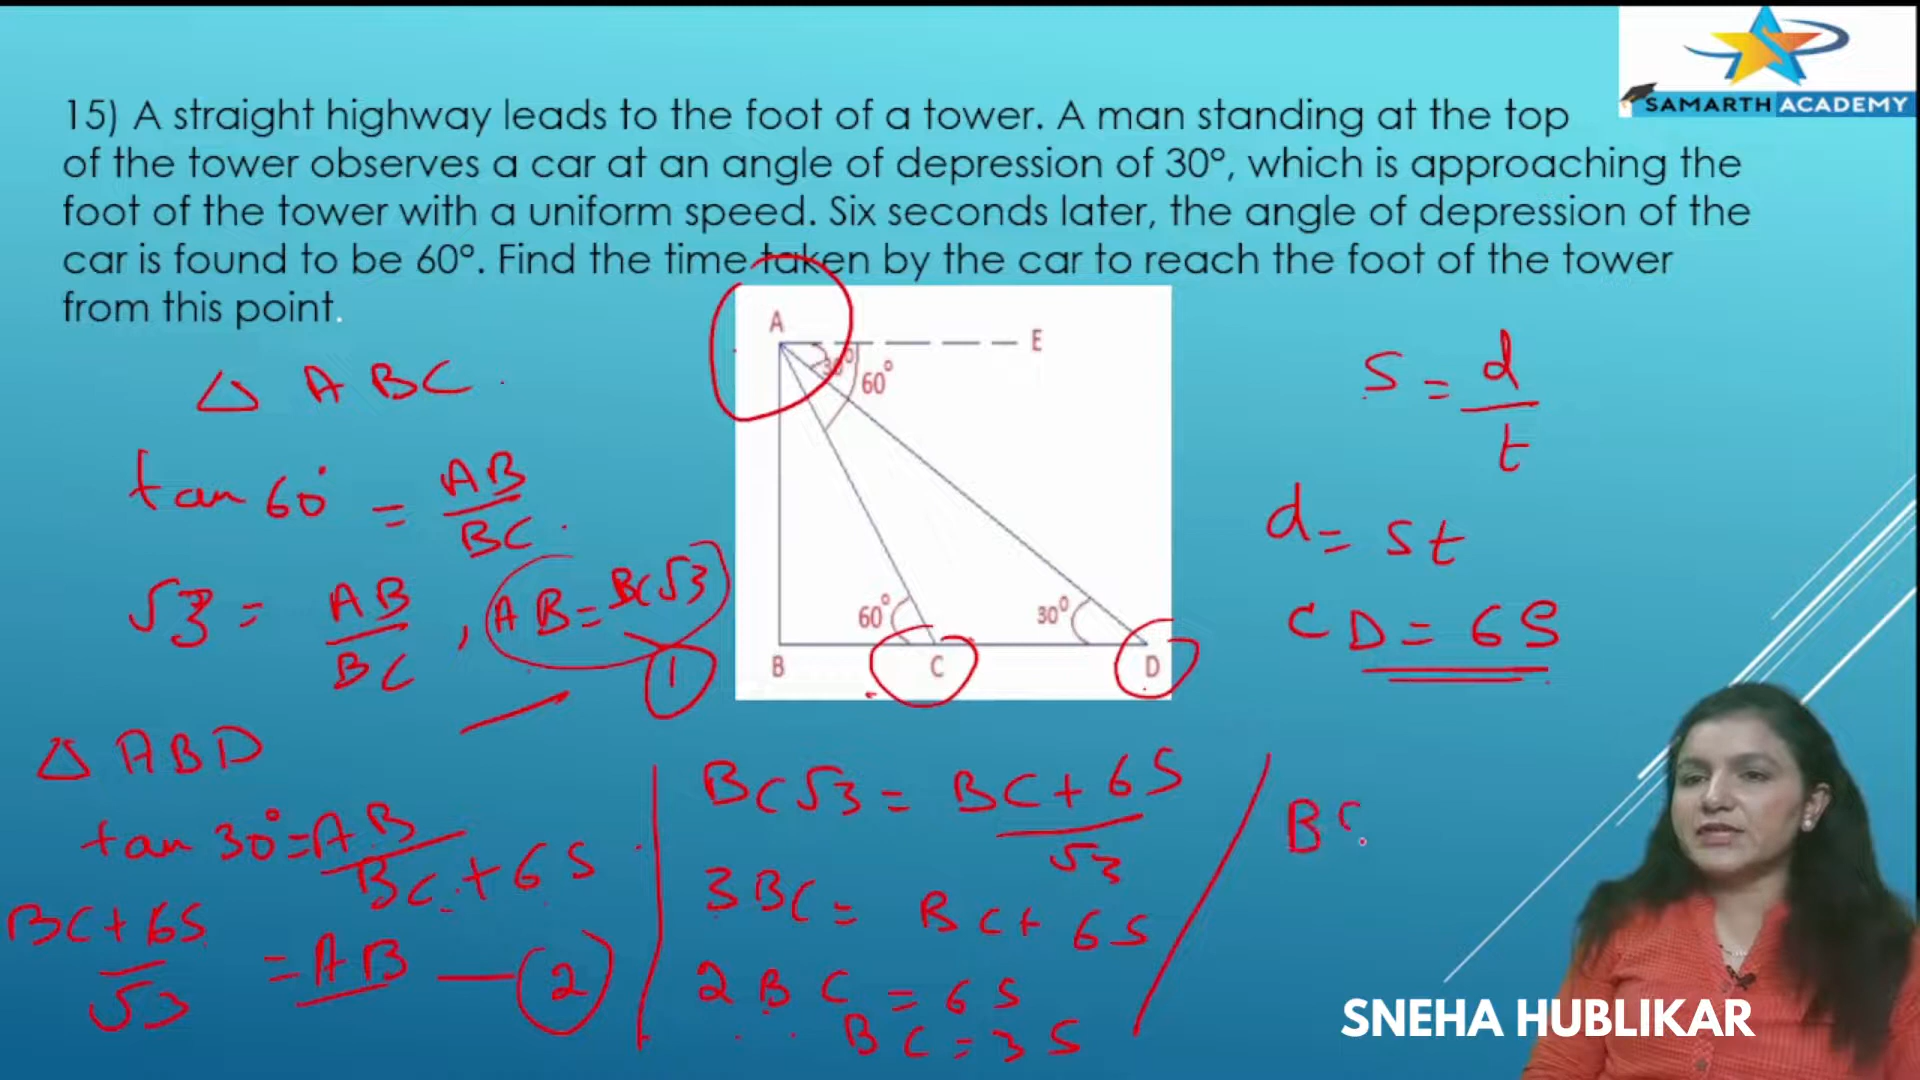 SAMARTH ACADEMY
15) A straight highway leads to the foot of a tower. A man standing at the top
of the tower observes a car at an angle of depression of 30°, which is approaching the
foot of the tower with a uniform speed. Six seconds later, the angle of depression of the
car is found to be 60°. Find the time taken by the car to reach the foot of the tower
from this point.
A
E
30°
60°
60°
30°
B
C
D
△ ABC
tan 60° = AB/BC
√3 = AB/BC , AB = BC√3
1
△ ABD
tan 30° = AB/BC + 6S
BC + 6S/√3 = AB — 2
BC√3 = BC + 6S/√3
3BC = BC + 6S
2BC = 6S
BC = 3S
S = d/t
d = st
CD = 6S
BC
SNEHA HUBLIKAR